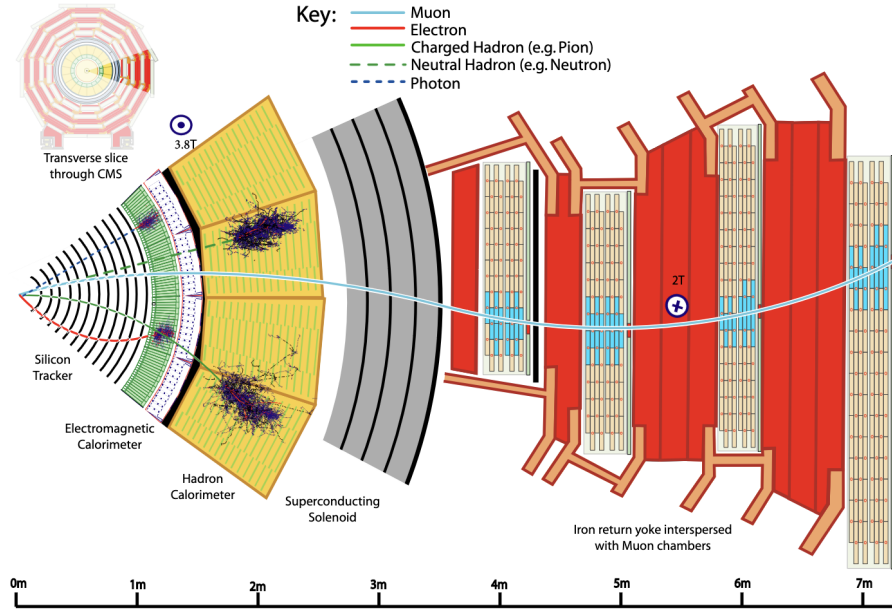 Key:
Muon
Electron
Charged Hadron (e.g. Pion)
Neutral Hadron (e.g. Neutron)
Photon
Transverse slice
through CMS
3.8T
2T
Silicon
Tracker
Electromagnetic
Calorimeter
Hadron
Calorimeter
Superconducting
Solenoid
Iron return yoke interspersed
with Muon chambers
0m
1m
2m
3m
4m
5m
6m
7m